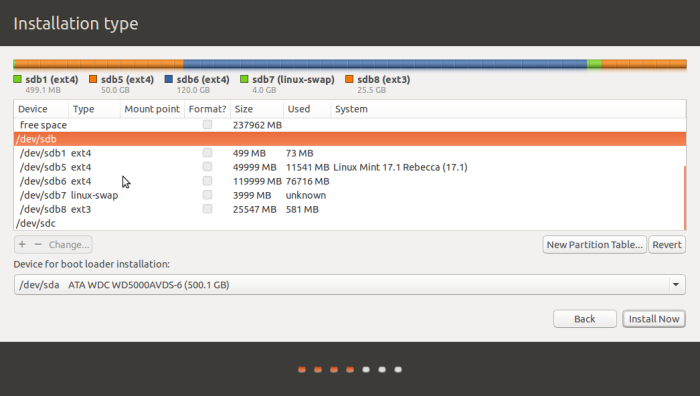 Installation type
sdb1 (ext4) sdb5 (ext4) sdb6 (ext4) sdb7 (linux-swap) sdb8 (ext3)
499.1 MB 50.0 GB 120.0 GB 4.0 GB 25.5 GB
Device Type Mount point Format? Size Used System
free space 237962 MB
/dev/sdb
/dev/sdb1 ext4 499 MB 73 MB
/dev/sdb5 ext4 49999 MB 11541 MB Linux Mint 17.1 Rebecca (17.1)
/dev/sdb6 ext4 119999 MB 76716 MB
/dev/sdb7 linux-swap 3999 MB unknown
/dev/sdb8 ext3 25547 MB 581 MB
/dev/sdc
+ − Change... New Partition Table... Revert
Device for boot loader installation:
/dev/sda ATA WDC WD5000AVDS-6 (500.1 GB)
Back Install Now